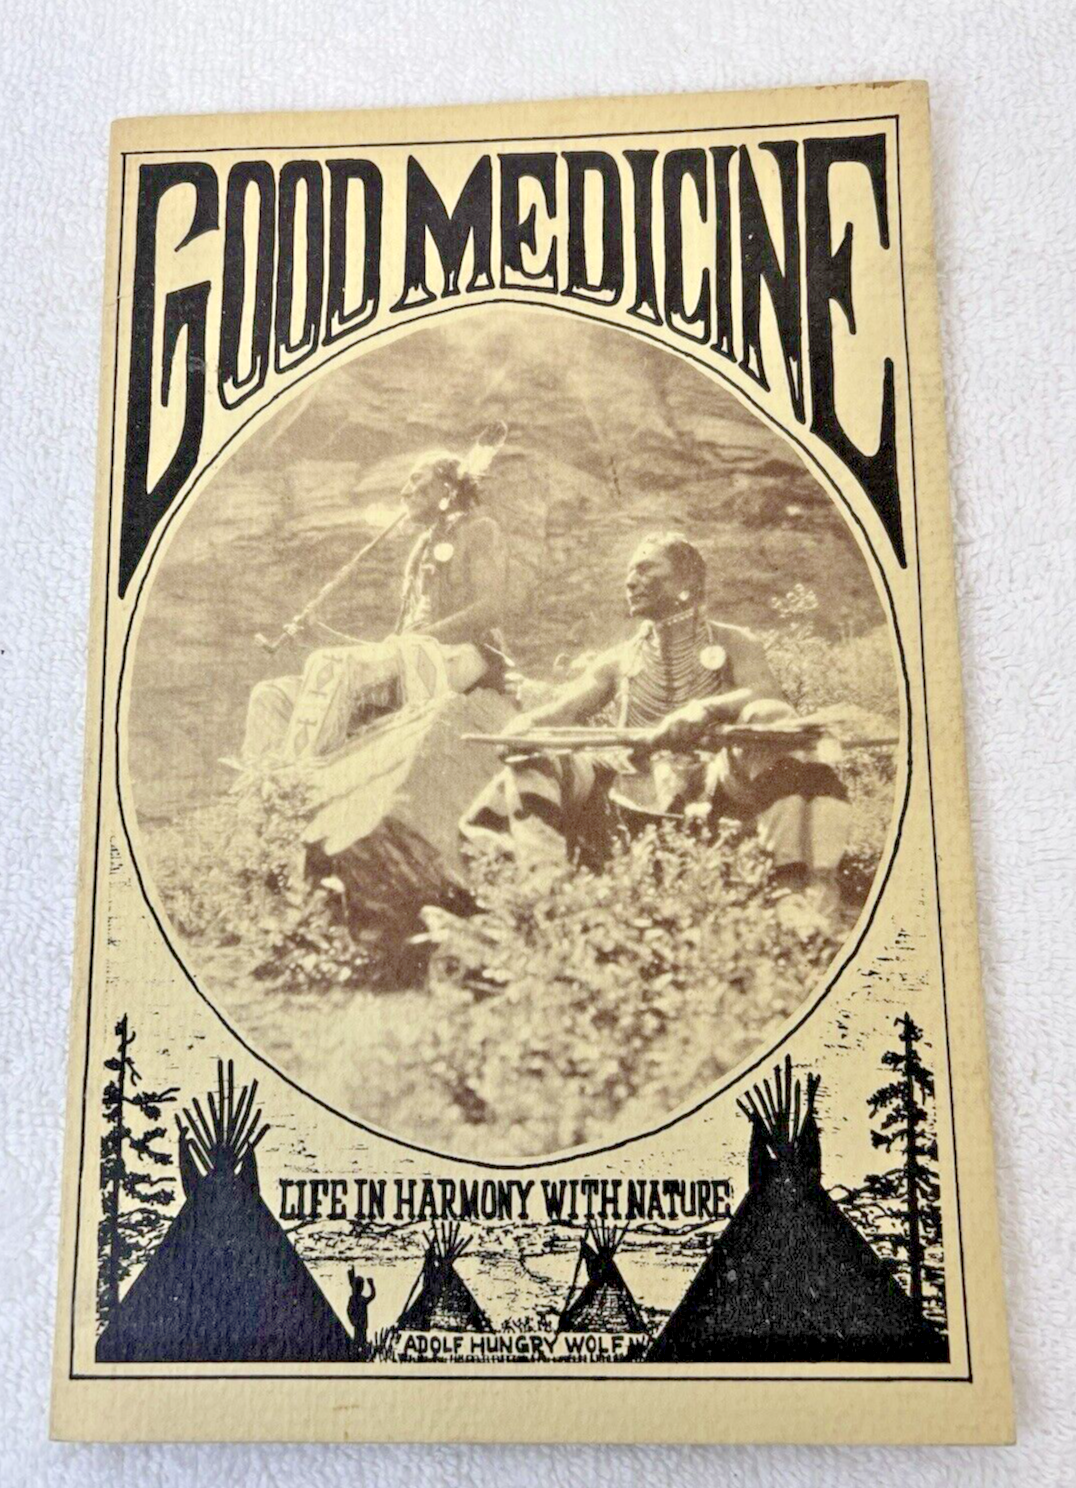 GOOD MEDICINE
LIFE IN HARMONY WITH NATURE
ADOLF HUNGRY WOLF